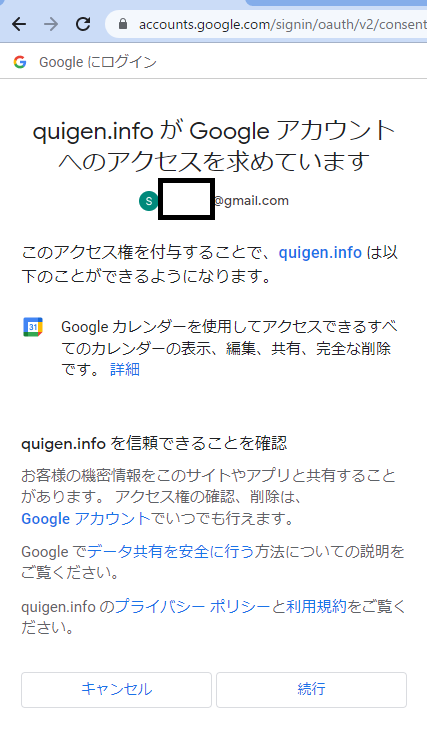 accounts.google.com/signin/oauth/v2/consent
Google にログイン
quigen.info が Google アカウント
へのアクセスを求めています
S
@gmail.com
このアクセス権を付与することで、quigen.info は以
下のことができるようになります。
31
Google カレンダーを使用してアクセスできるすべ
てのカレンダーの表示、編集、共有、完全な削除
です。 詳細
quigen.info を信頼できることを確認
お客様の機密情報をこのサイトやアプリと共有すること
があります。 アクセス権の確認、削除は、
Google アカウントでいつでも行えます。
Google でデータ共有を安全に行う方法についての説明を
ご覧ください。
quigen.info のプライバシー ポリシーと利用規約をご覧く
ださい。
キャンセル
続行